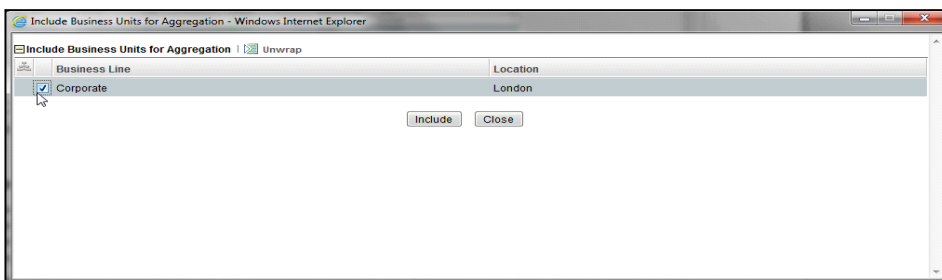 Include Business Units for Aggregation - Windows Internet Explorer
Include Business Units for Aggregation | Unwrap
Business Line Location
Corporate London
Include Close